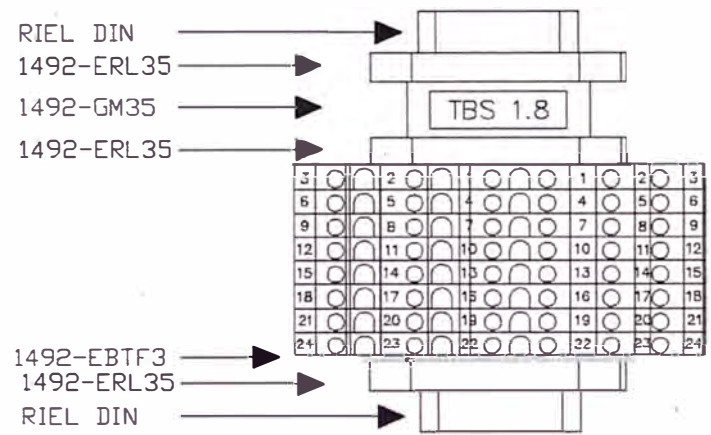 RIEL DIN
1492-ERL35
1492-GM35
TBS 1.8
1492-ERL35
3 2 1 1 2 3
6 5 4 4 5 6
9 8 7 7 8 9
12 11 10 10 11 12
15 14 13 13 14 15
18 17 16 16 17 18
21 20 19 19 20 21
24 23 22 22 23 24
1492-EBTF3
1492-ERL35
RIEL DIN